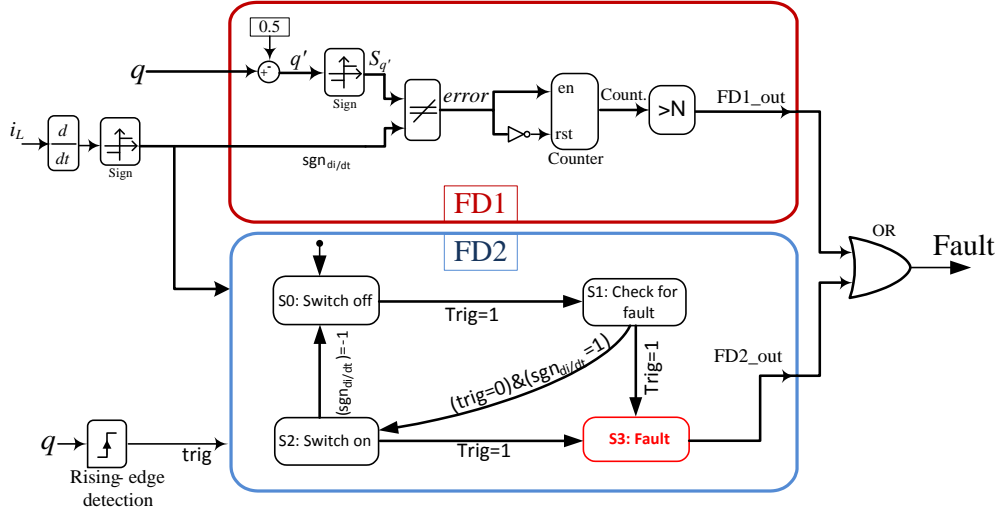 0.5
q
+
-
q'
S_q'
Sign
≠
error
en
rst
Counter
Count.
>N
FD1_out
i_L
d
dt
Sign
sgn_di/dt
FD1
FD2
OR
Fault
S0: Switch off
Trig=1
S1: Check for
fault
(sgn_di/dt)=-1
(trig=0)&(sgn_di/dt=1)
Trig=1
FD2_out
S2: Switch on
Trig=1
S3: Fault
q
trig
Rising-edge
detection